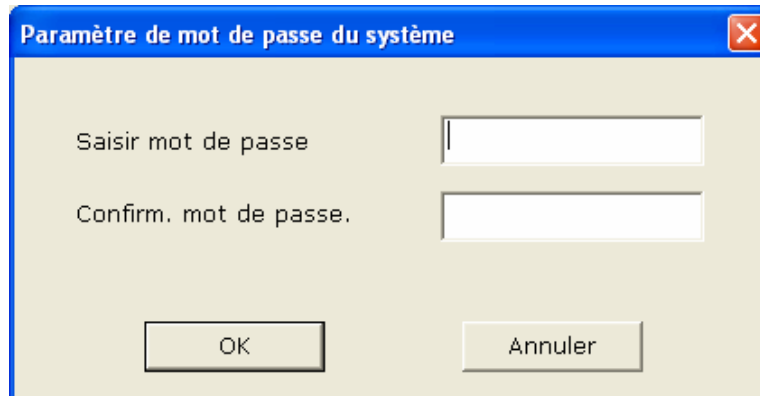 Paramètre de mot de passe du système
Saisir mot de passe
Confirm. mot de passe.
OK
Annuler